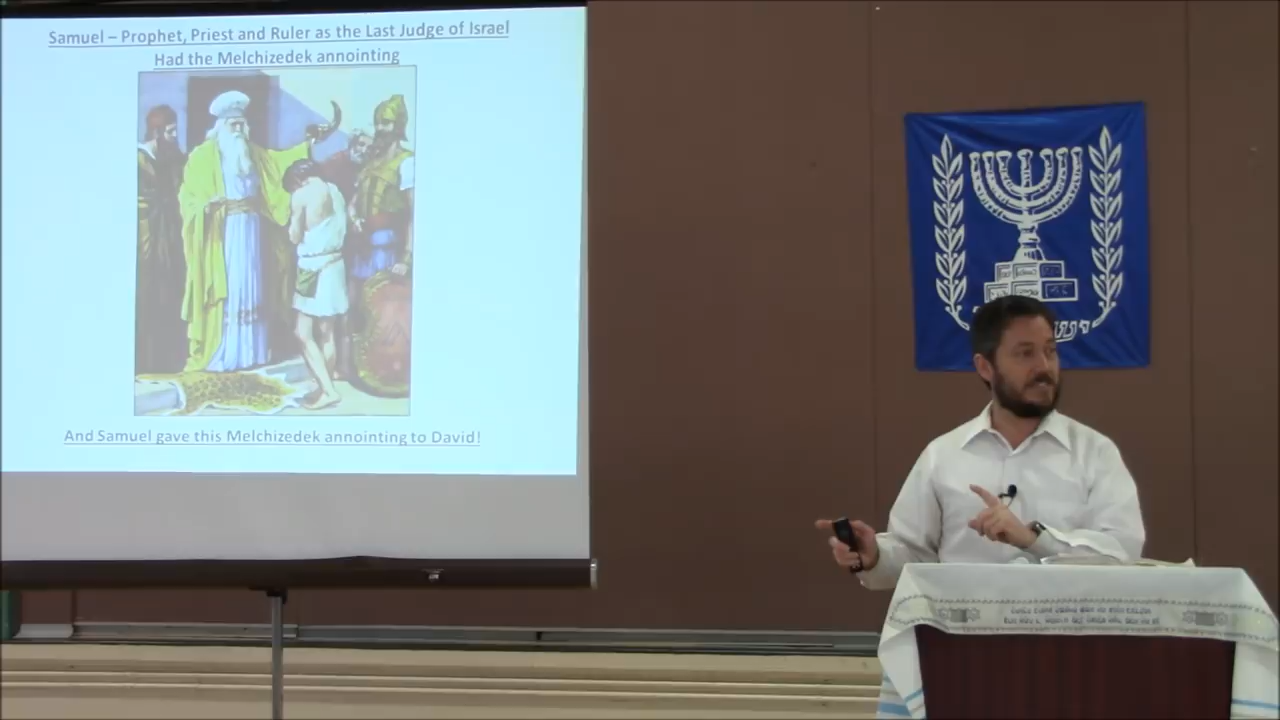 Samuel – Prophet, Priest and Ruler as the Last Judge of Israel
Had the Melchizedek annointing
And Samuel gave this Melchizedek annointing to David!